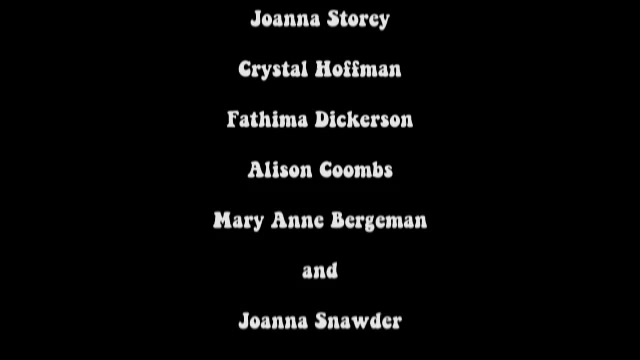 Joanna Storey
Crystal Hoffman
Fathima Dickerson
Alison Coombs
Mary Anne Bergeman
and
Joanna Snawder